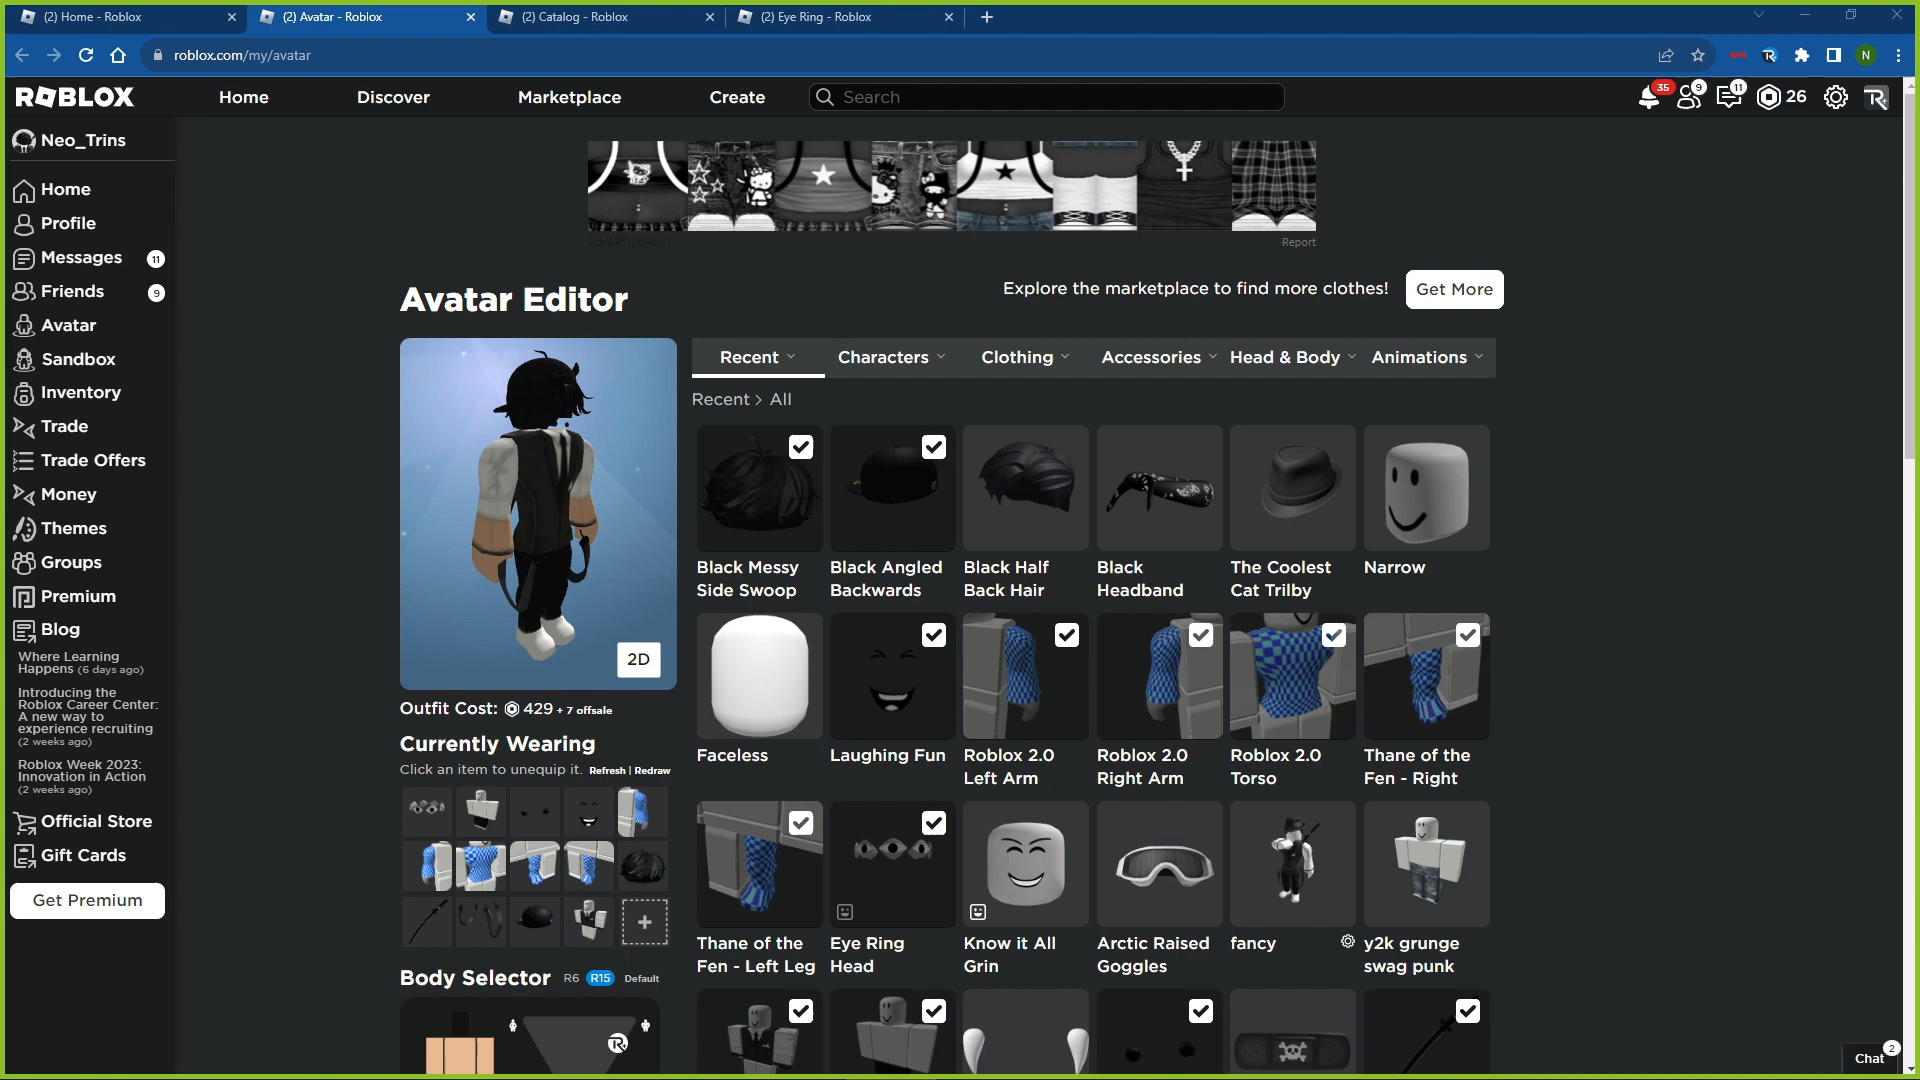 (2) Home - Roblox
(2) Avatar - Roblox
(2) Catalog - Roblox
(2) Eye Ring - Roblox
roblox.com/my/avatar
N
ROBLOX
Home
Discover
Marketplace
Create
Search
35
9
11
26
Neo_Trins
Home
Profile
Messages 11
Friends 9
Avatar
Sandbox
Inventory
Trade
Trade Offers
Money
Themes
Groups
Premium
Blog
Where Learning
Happens (6 days ago)
Introducing the
Roblox Career Center:
A new way to
experience recruiting
(2 weeks ago)
Roblox Week 2023:
Innovation in Action
(2 weeks ago)
Official Store
Gift Cards
Get Premium
ADVERTISEMENT
Report
Avatar Editor
Explore the marketplace to find more clothes!
Get More
2D
Outfit Cost: 429 + 7 offsale
Currently Wearing
Click an item to unequip it. Refresh | Redraw
Body Selector R6 R15 Default
Recent
Characters
Clothing
Accessories
Head & Body
Animations
Recent > All
Black Messy
Side Swoop
Black Angled
Backwards
Black Half
Back Hair
Black
Headband
The Coolest
Cat Trilby
Narrow
Faceless
Laughing Fun
Roblox 2.0
Left Arm
Roblox 2.0
Right Arm
Roblox 2.0
Torso
Thane of the
Fen - Right
Thane of the
Fen - Left Leg
Eye Ring
Head
Know it All
Grin
Arctic Raised
Goggles
fancy
y2k grunge
swag punk
Chat 2